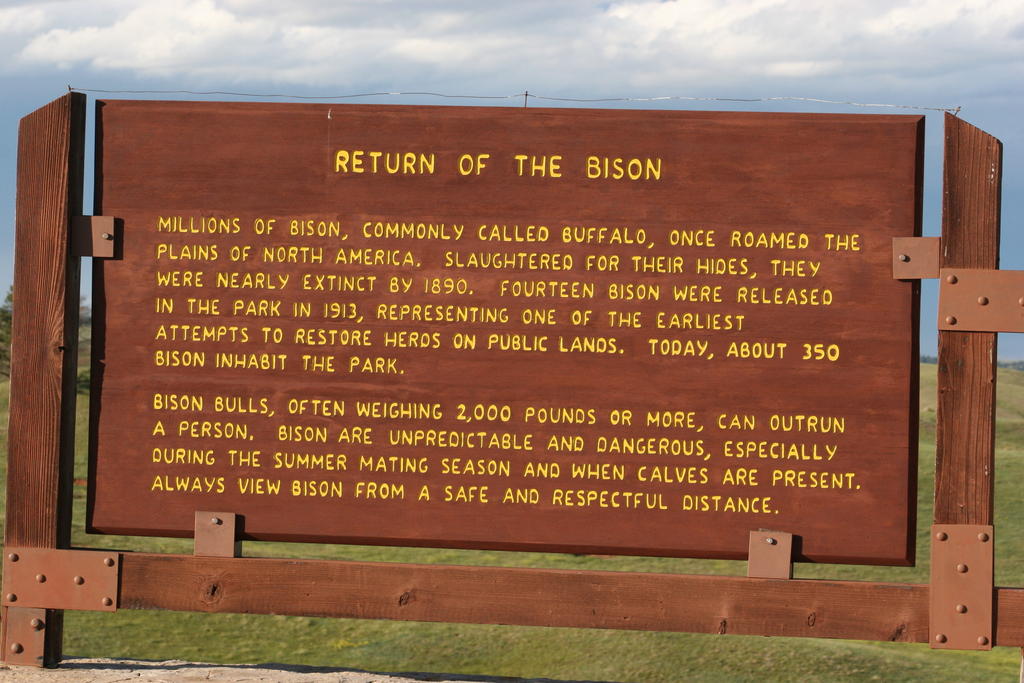 RETURN OF THE BISON
MILLIONS OF BISON, COMMONLY CALLED BUFFALO, ONCE ROAMED THE
PLAINS OF NORTH AMERICA. SLAUGHTERED FOR THEIR HIDES, THEY
WERE NEARLY EXTINCT BY 1890. FOURTEEN BISON WERE RELEASED
IN THE PARK IN 1913, REPRESENTING ONE OF THE EARLIEST
ATTEMPTS TO RESTORE HERDS ON PUBLIC LANDS. TODAY, ABOUT 350
BISON INHABIT THE PARK.
BISON BULLS, OFTEN WEIGHING 2,000 POUNDS OR MORE, CAN OUTRUN
A PERSON. BISON ARE UNPREDICTABLE AND DANGEROUS, ESPECIALLY
DURING THE SUMMER MATING SEASON AND WHEN CALVES ARE PRESENT.
ALWAYS VIEW BISON FROM A SAFE AND RESPECTFUL DISTANCE.